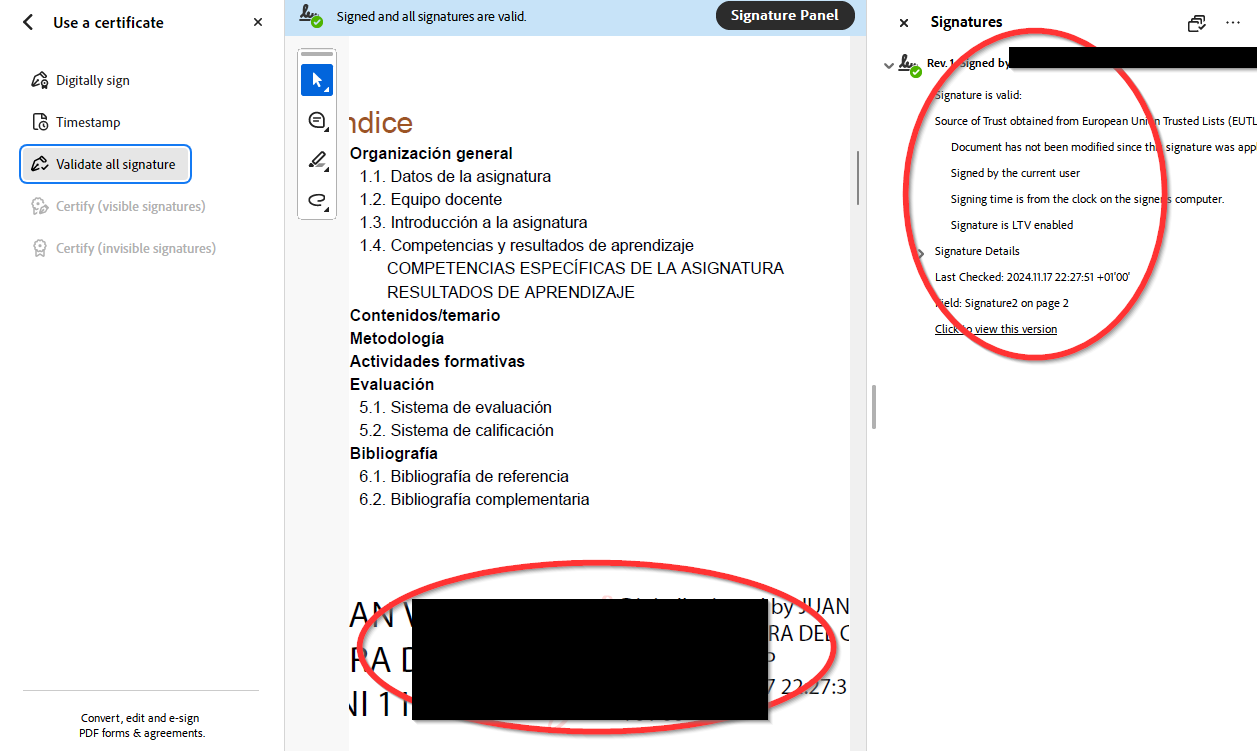 Use a certificate
Digitally sign
Timestamp
Validate all signature
Certify (visible signatures)
Certify (invisible signatures)
Convert, edit and e-sign
PDF forms & agreements.
Signed and all signatures are valid.
Signature Panel
ndice
Organización general
1.1. Datos de la asignatura
1.2. Equipo docente
1.3. Introducción a la asignatura
1.4. Competencias y resultados de aprendizaje
COMPETENCIAS ESPECÍFICAS DE LA ASIGNATURA
RESULTADOS DE APRENDIZAJE
Contenidos/temario
Metodología
Actividades formativas
Evaluación
5.1. Sistema de evaluación
5.2. Sistema de calificación
Bibliografía
6.1. Bibliografía de referencia
6.2. Bibliografía complementaria
AN
RA D
NI 11
by JUAN
RA DEL C
P
7 22:27:3
Signatures
Rev. 1: Signed by
Signature is valid:
Source of Trust obtained from European Union Trusted Lists (EUTL
Document has not been modified since this signature was appl
Signed by the current user
Signing time is from the clock on the signer's computer.
Signature is LTV enabled
Signature Details
Last Checked: 2024.11.17 22:27:51 +01'00'
Field: Signature2 on page 2
Click to view this version